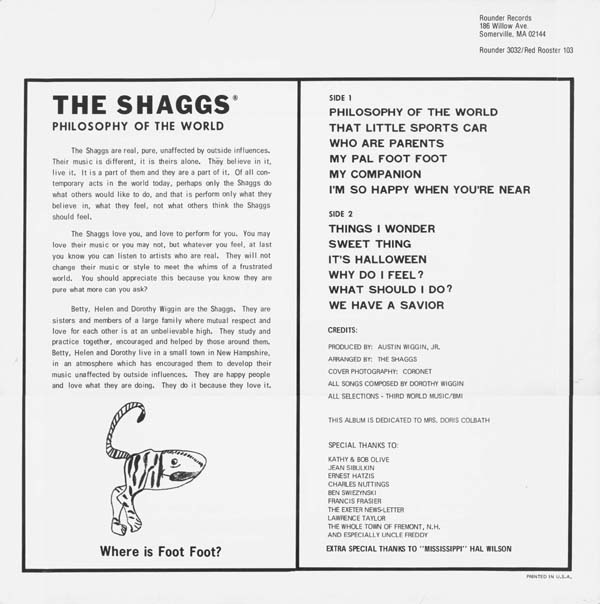 Rounder Records
186 Willow Ave.
Somerville, MA 02144
Rounder 3032/Red Rooster 103
THE SHAGGS®
PHILOSOPHY OF THE WORLD
The Shaggs are real, pure, unaffected by outside influences.
Their music is different, it is theirs alone. They believe in it,
live it. It is a part of them and they are a part of it. Of all con-
temporary acts in the world today, perhaps only the Shaggs do
what others would like to do, and that is perform only what they
believe in, what they feel, not what others think the Shaggs
should feel.
The Shaggs love you, and love to perform for you. You may
love their music or you may not, but whatever you feel, at last
you know you can listen to artists who are real. They will not
change their music or style to meet the whims of a frustrated
world. You should appreciate this because you know they are
pure what more can you ask?
Betty, Helen and Dorothy Wiggin are the Shaggs. They are
sisters and members of a large family where mutual respect and
love for each other is at an unbelievable high. They study and
practice together, encouraged and helped by those around them.
Betty, Helen and Dorothy live in a small town in New Hampshire,
in an atmosphere which has encouraged them to develop their
music unaffected by outside influences. They are happy people
and love what they are doing. They do it because they love it.
Where is Foot Foot?
SIDE 1
PHILOSOPHY OF THE WORLD
THAT LITTLE SPORTS CAR
WHO ARE PARENTS
MY PAL FOOT FOOT
MY COMPANION
I'M SO HAPPY WHEN YOU'RE NEAR
SIDE 2
THINGS I WONDER
SWEET THING
IT'S HALLOWEEN
WHY DO I FEEL?
WHAT SHOULD I DO?
WE HAVE A SAVIOR
CREDITS:
PRODUCED BY: AUSTIN WIGGIN, JR.
ARRANGED BY: THE SHAGGS
COVER PHOTOGRAPHY: CORONET
ALL SONGS COMPOSED BY DOROTHY WIGGIN
ALL SELECTIONS - THIRD WORLD MUSIC/BMI
THIS ALBUM IS DEDICATED TO MRS. DORIS COLBATH
SPECIAL THANKS TO:
KATHY & BOB OLIVE
JEAN SIBULKIN
ERNEST HATZIS
CHARLES NUTTINGS
BEN SWIEZYNSKI
FRANCIS FRASIER
THE EXETER NEWS-LETTER
LAWRENCE TAYLOR
THE WHOLE TOWN OF FREMONT, N.H.
AND ESPECIALLY UNCLE FREDDY
EXTRA SPECIAL THANKS TO "MISSISSIPPI" HAL WILSON
PRINTED IN U.S.A.